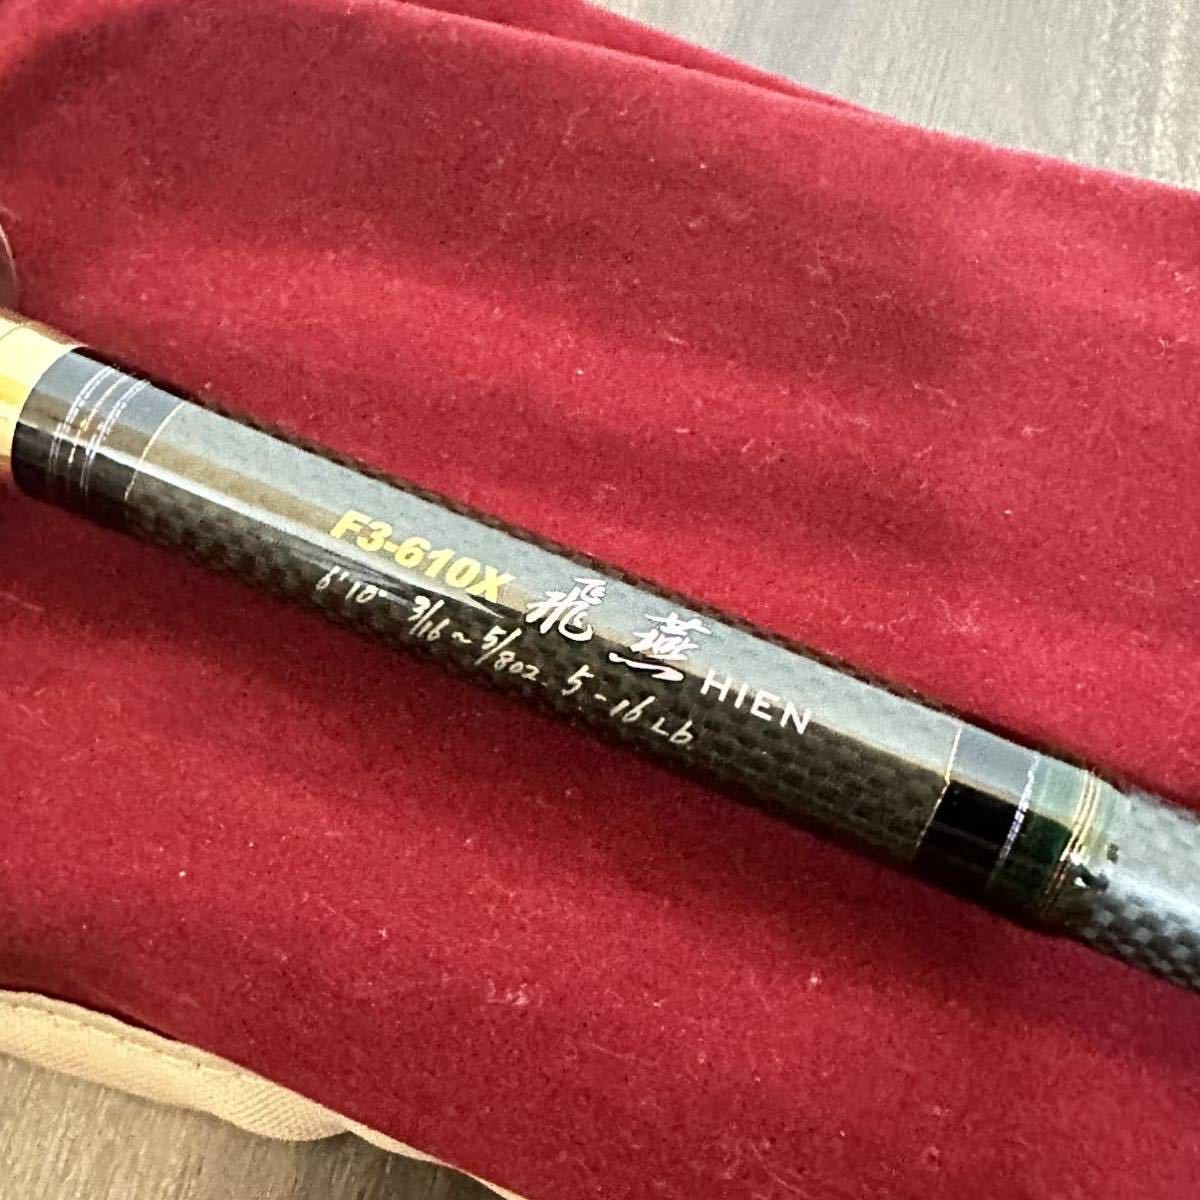 F3-610X 飛燕 HIEN
6'10" 3/16~5/8oz 5-16Lb.